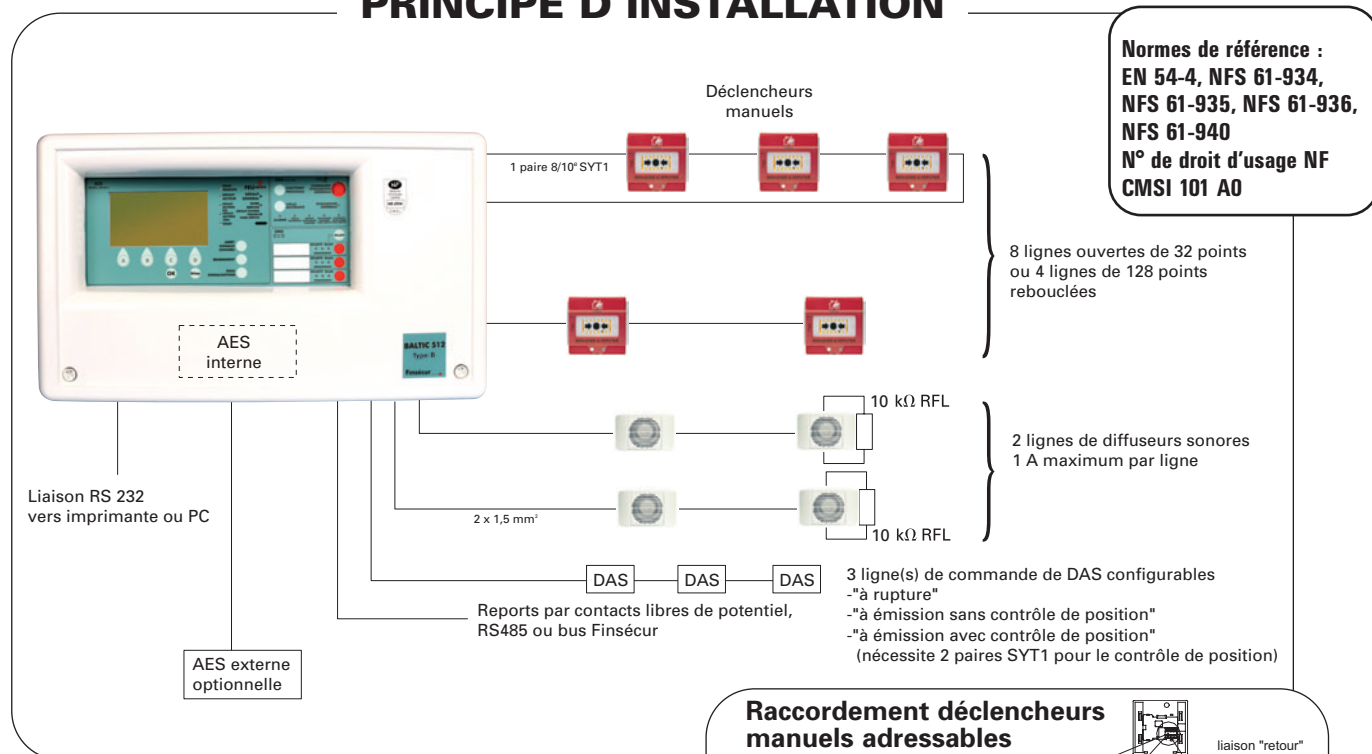 PRINCIPE D'INSTALLATION
Normes de référence :
EN 54-4, NFS 61-934,
NFS 61-935, NFS 61-936,
NFS 61-940
N° de droit d'usage NF
CMSI 101 A0
Déclencheurs
manuels
1 paire 8/10e SYT1
8 lignes ouvertes de 32 points
ou 4 lignes de 128 points
rebouclées
OK
AES
interne
BALTIC 512
Type B
Finsécur
10 kΩ RFL
2 lignes de diffuseurs sonores
1 A maximum par ligne
Liaison RS 232
vers imprimante ou PC
2 x 1,5 mm²
10 kΩ RFL
DAS
DAS
DAS
3 ligne(s) de commande de DAS configurables
-"à rupture"
-"à émission sans contrôle de position"
-"à émission avec contrôle de position"
(nécessite 2 paires SYT1 pour le contrôle de position)
Reports par contacts libres de potentiel,
RS485 ou bus Finsécur
AES externe
optionnelle
Raccordement déclencheurs
manuels adressables
liaison "retour"